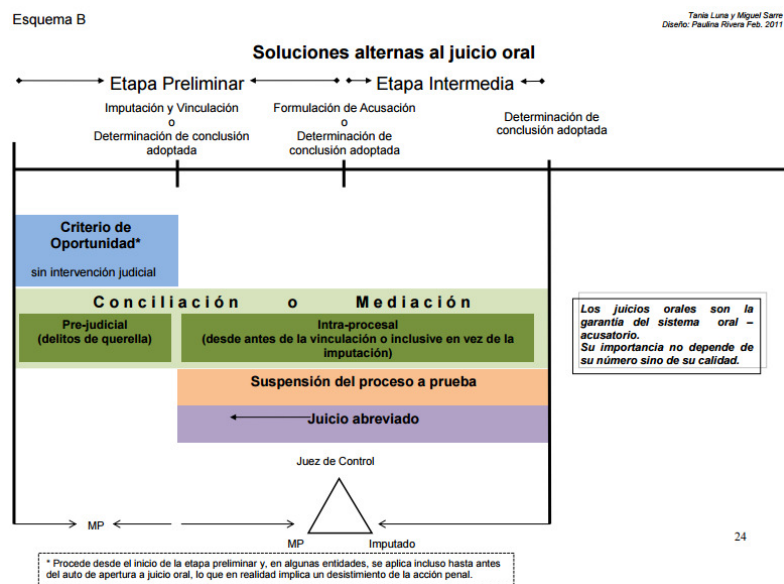 Esquema B
Tania Luna y Miguel Sarre
Diseño: Paulina Rivera Feb. 2011
Soluciones alternas al juicio oral
Etapa Preliminar
Etapa Intermedia
Imputación y Vinculación
o
Determinación de conclusión
adoptada
Formulación de Acusación
o
Determinación de
conclusión adoptada
Determinación de
conclusión adoptada
Criterio de
Oportunidad*
sin intervención judicial
Conciliación o Mediación
Pre-judicial
(delitos de querella)
Intra-procesal
(desde antes de la vinculación o inclusive en vez de la
imputación)
Los juicios orales son la
garantía del sistema oral –
acusatorio.
Su importancia no depende de
su número sino de su calidad.
Suspensión del proceso a prueba
Juicio abreviado
Juez de Control
MP
MP
Imputado
24
* Procede desde el inicio de la etapa preliminar y, en algunas entidades, se aplica incluso hasta antes
del auto de apertura a juicio oral, lo que en realidad implica un desistimiento de la acción penal.